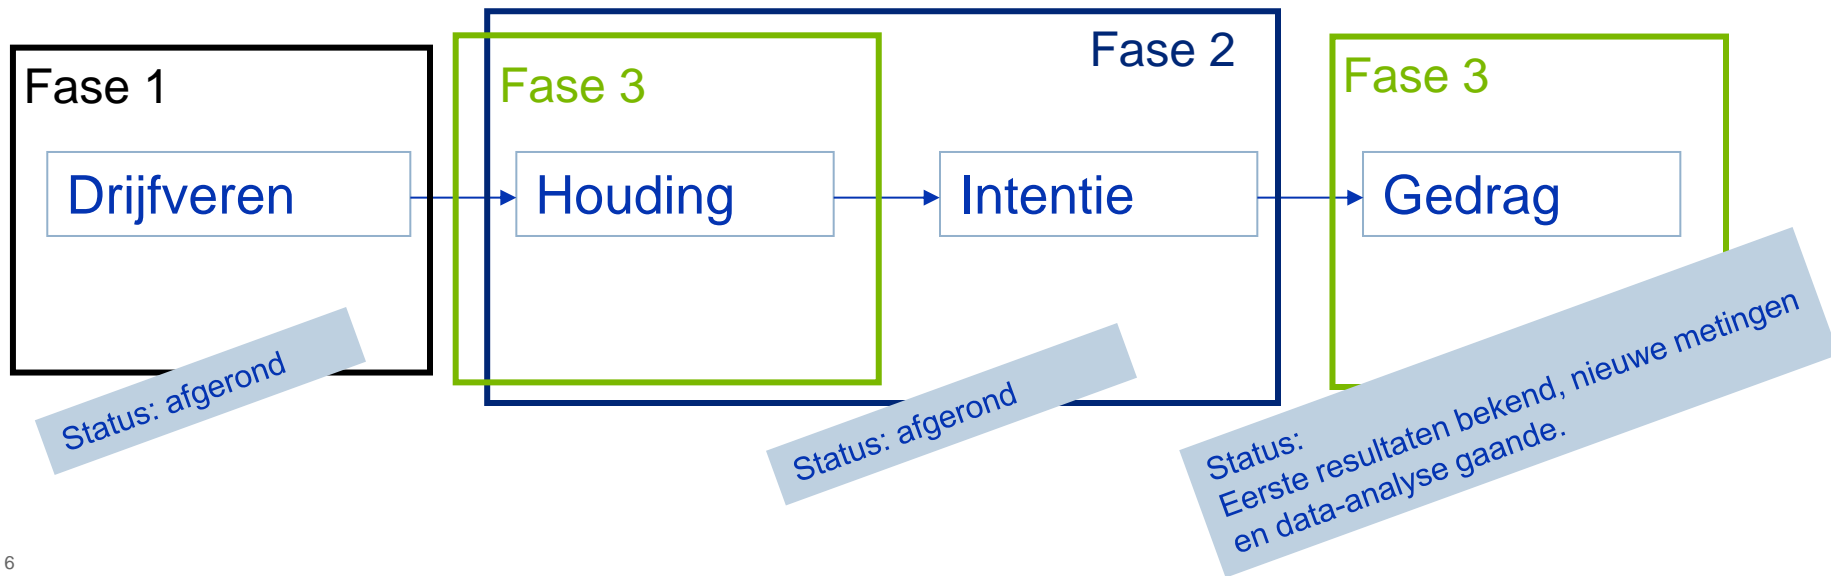 Fase 1
Fase 3
Fase 2
Fase 3
Drijfveren
Houding
Intentie
Gedrag
Status: afgerond
Status: afgerond
Status:
Eerste resultaten bekend, nieuwe metingen
en data-analyse gaande.
6